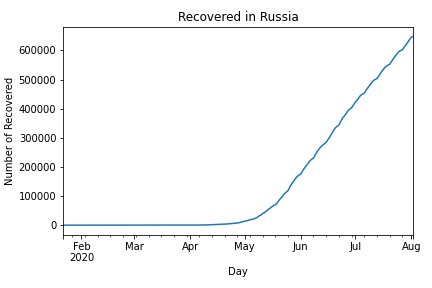 Recovered in Russia
Number of Recovered
600000
500000
400000
300000
200000
100000
0
Feb Mar Apr May Jun Jul Aug
2020
Day